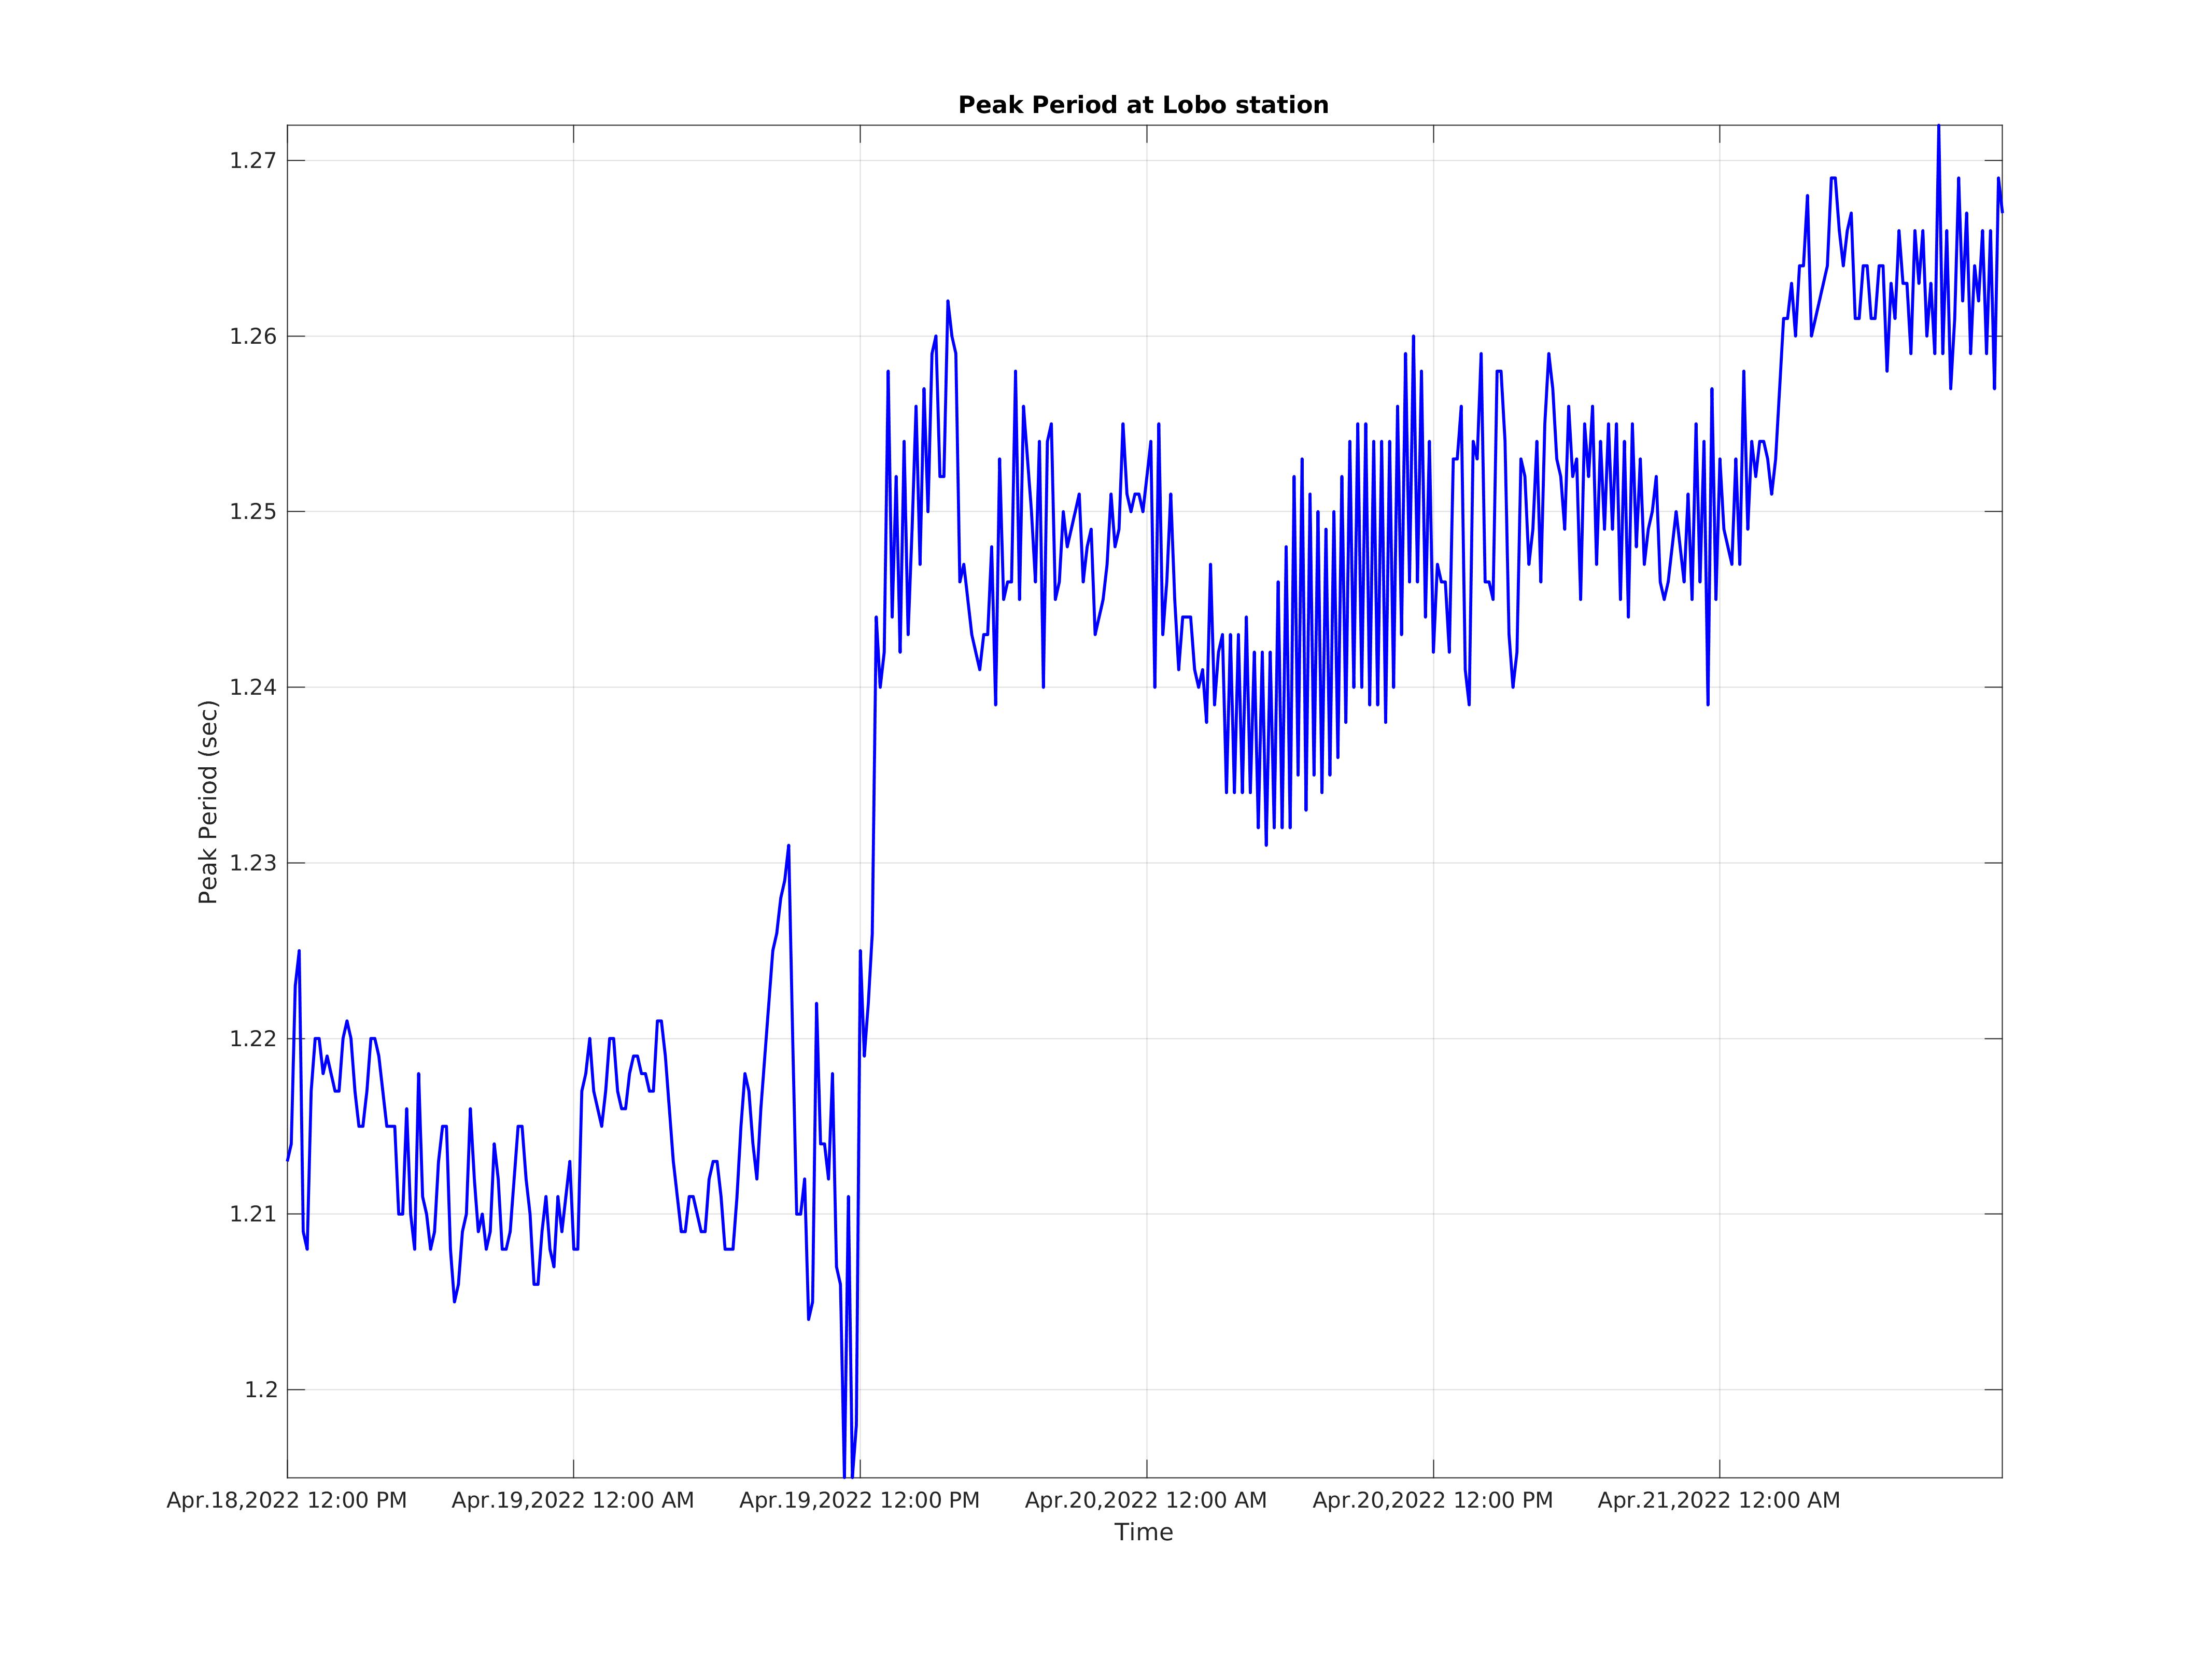 Peak Period at Lobo station
1.27
1.26
1.25
1.24
1.23
1.22
1.21
1.2
Peak Period (sec)
Apr.18,2022 12:00 PM Apr.19,2022 12:00 AM Apr.19,2022 12:00 PM Apr.20,2022 12:00 AM Apr.20,2022 12:00 PM Apr.21,2022 12:00 AM
Time